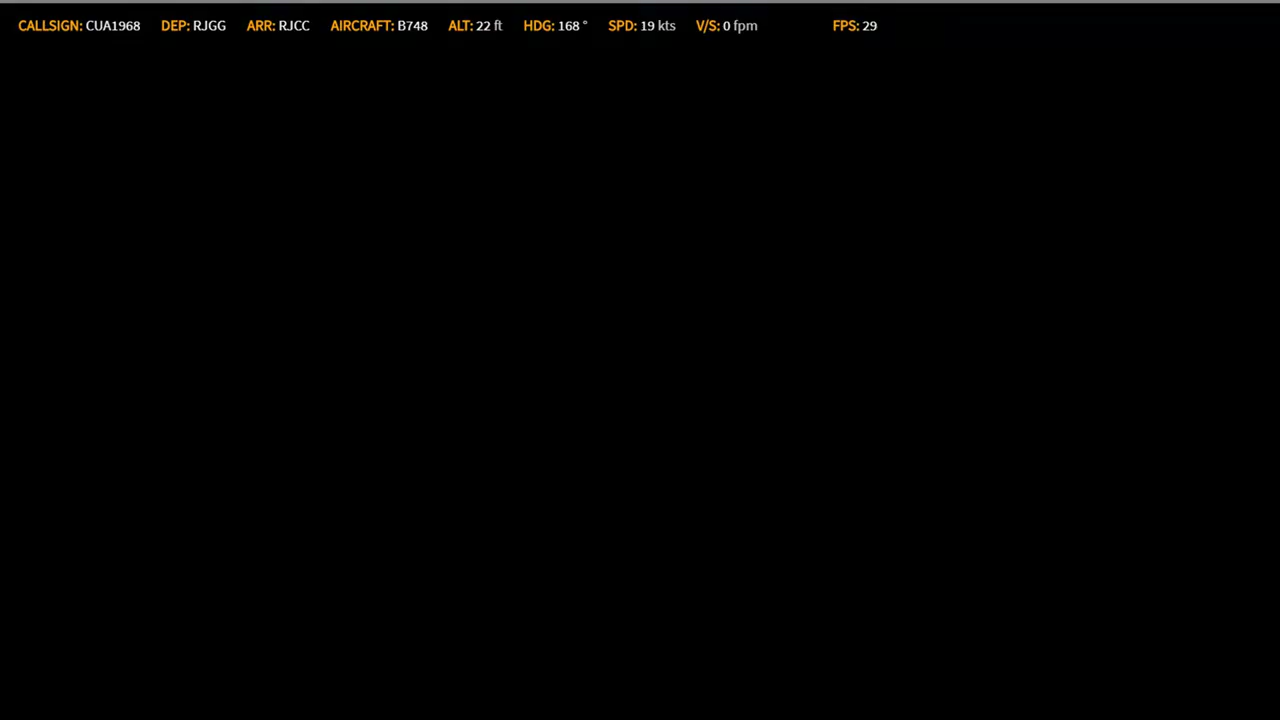 CALLSIGN: CUA1968 DEP: RJGG ARR: RJCC AIRCRAFT: B748 ALT: 22 ft HDG: 168 ° SPD: 19 kts V/S: 0 fpm FPS: 29